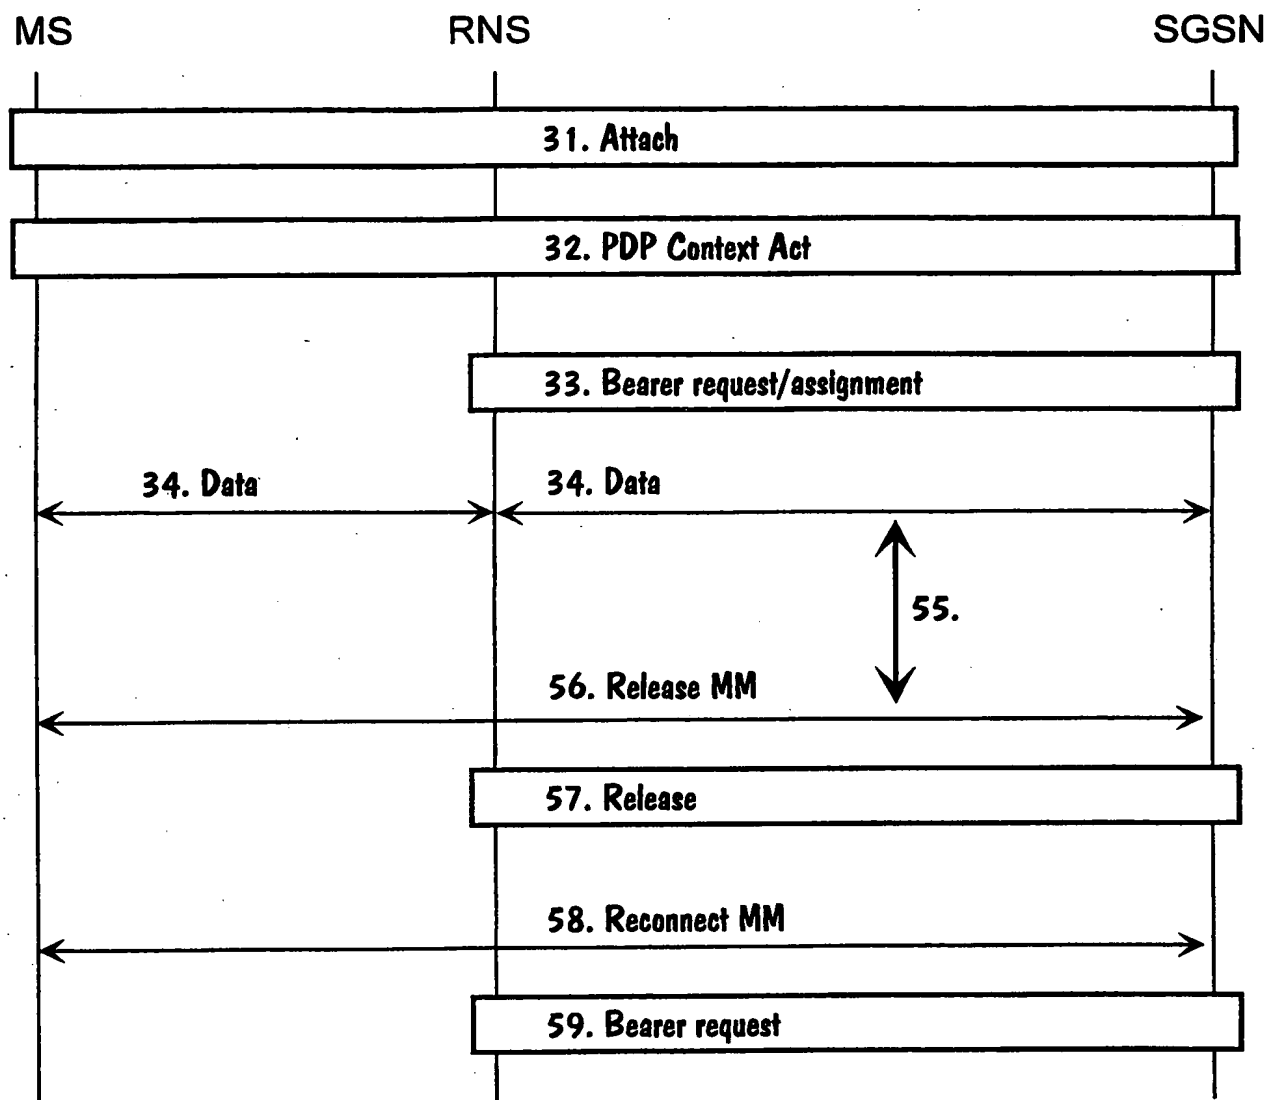 MS RNS SGSN
31. Attach
32. PDP Context Act
33. Bearer request/assignment
34. Data 34. Data
55.
56. Release MM
57. Release
58. Reconnect MM
59. Bearer request